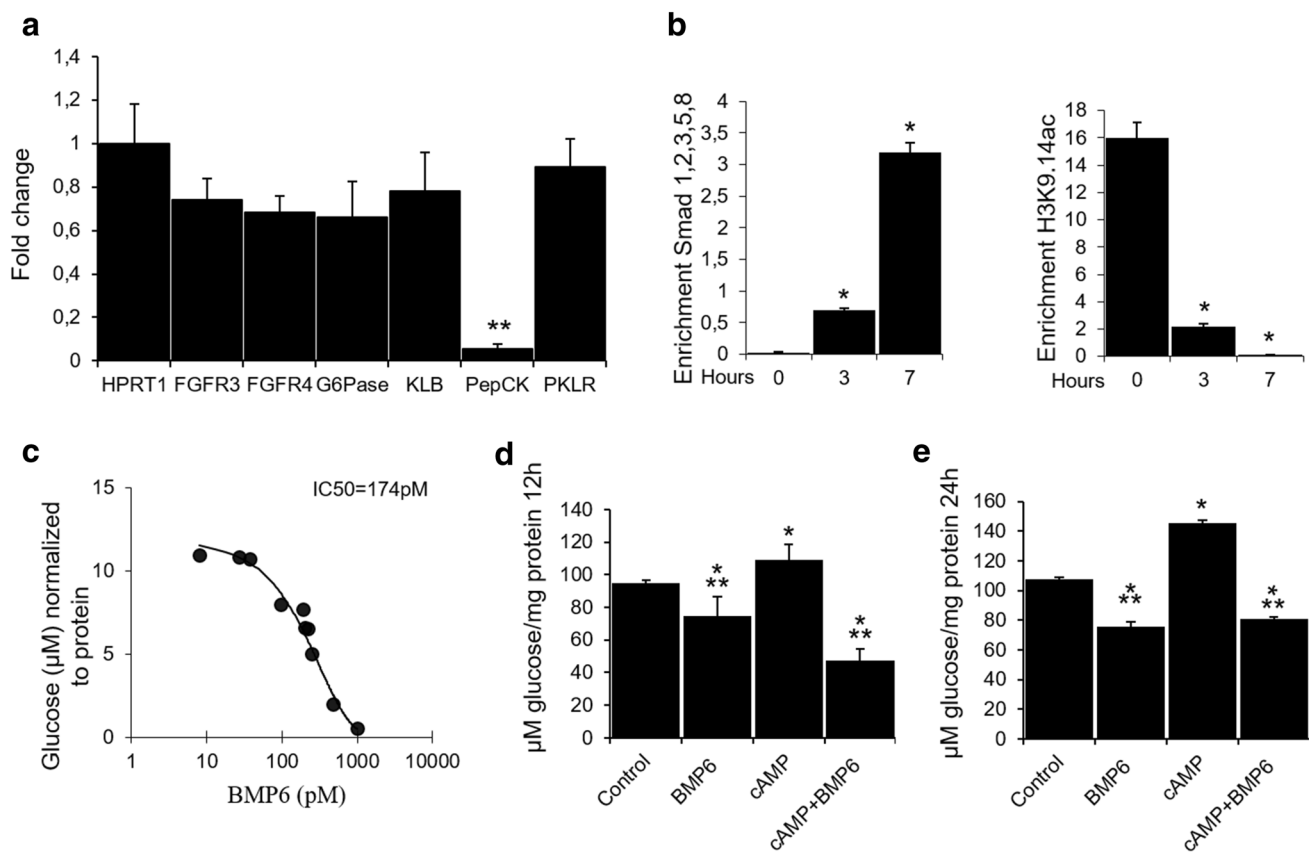 a
Fold change
1,4
1,2
1
0,8
0,6
0,4
0,2
0
**
HPRT1 FGFR3 FGFR4 G6Pase KLB PepCK PKLR
b
Enrichment Smad 1,2,3,5,8
4
3,5
3
2,5
2
1,5
1
0,5
0
*
*
Hours 0 3 7
Enrichment H3K9.14ac
18
16
14
12
10
8
6
4
2
0
*
*
Hours 0 3 7
c
Glucose (µM) normalized
to protein
15
10
5
0
IC50=174pM
1 10 100 1000 10000
BMP6 (pM)
d
µM glucose/mg protein 12h
140
120
100
80
60
40
20
0
*
**
*
*
**
Control
BMP6
cAMP
cAMP+BMP6
e
µM glucose/mg protein 24h
160
140
120
100
80
60
40
20
0
*
**
*
*
**
Control
BMP6
cAMP
cAMP+BMP6